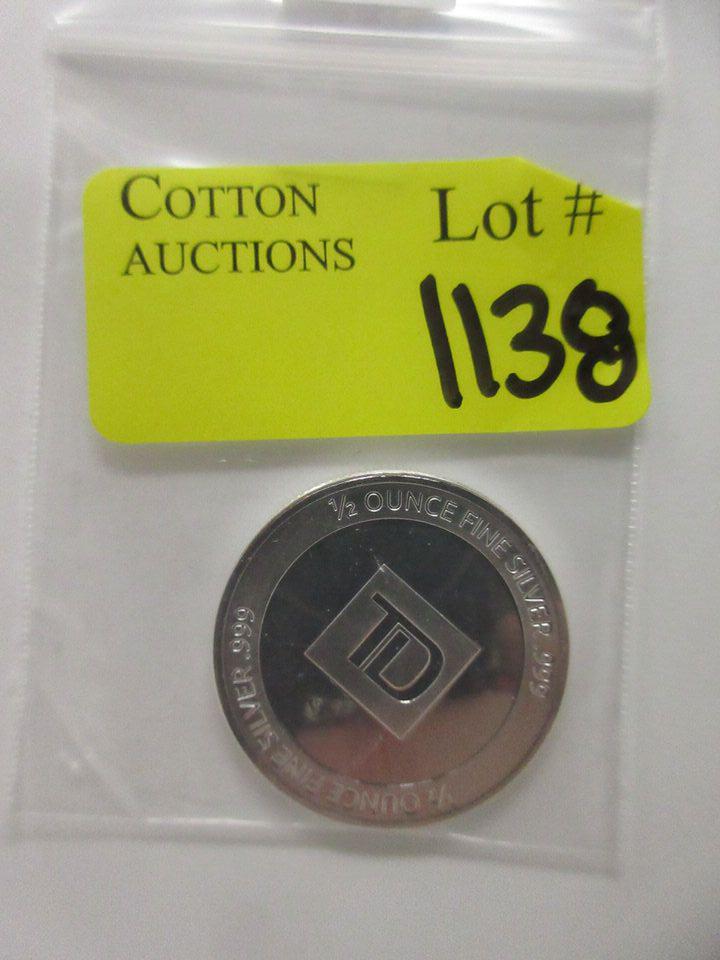 COTTON
AUCTIONS
Lot #
1138
1/2 OUNCE FINE SILVER .999
TD
1/2 OUNCE FINE SILVER .999